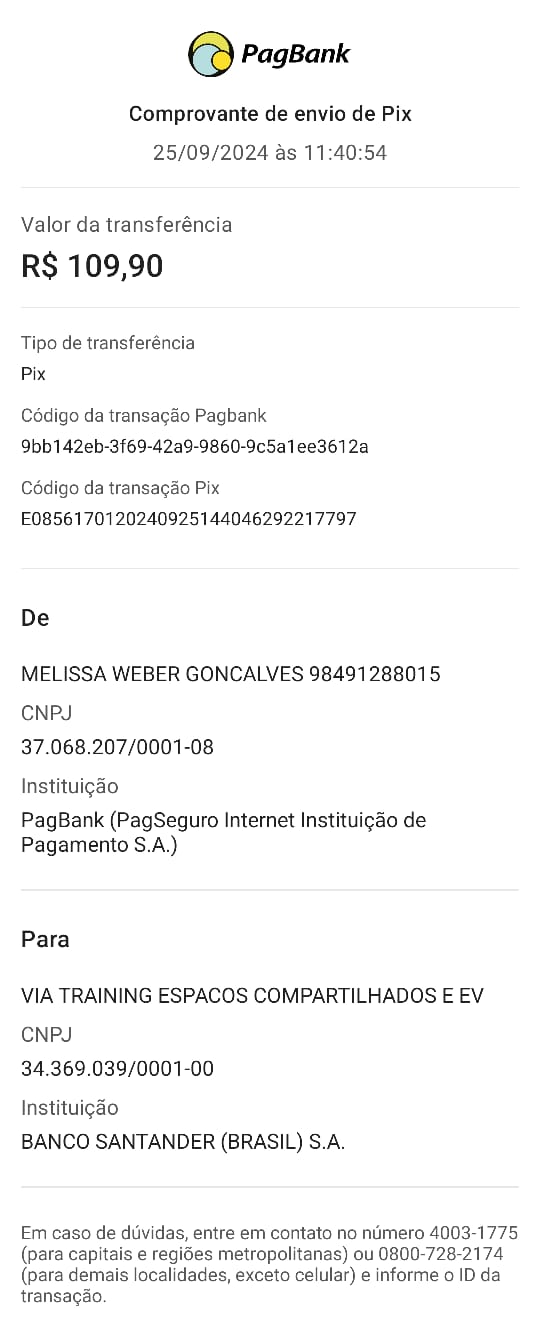 PagBank
Comprovante de envio de Pix
25/09/2024 às 11:40:54
Valor da transferência
R$ 109,90
Tipo de transferência
Pix
Código da transação Pagbank
9bb142eb-3f69-42a9-9860-9c5a1ee3612a
Código da transação Pix
E08561701202409251440462922​17797
De
MELISSA WEBER GONCALVES 98491288015
CNPJ
37.068.207/0001-08
Instituição
PagBank (PagSeguro Internet Instituição de
Pagamento S.A.)
Para
VIA TRAINING ESPACOS COMPARTILHADOS E EV
CNPJ
34.369.039/0001-00
Instituição
BANCO SANTANDER (BRASIL) S.A.
Em caso de dúvidas, entre em contato no número 4003-1775
(para capitais e regiões metropolitanas) ou 0800-728-2174
(para demais localidades, exceto celular) e informe o ID da
transação.